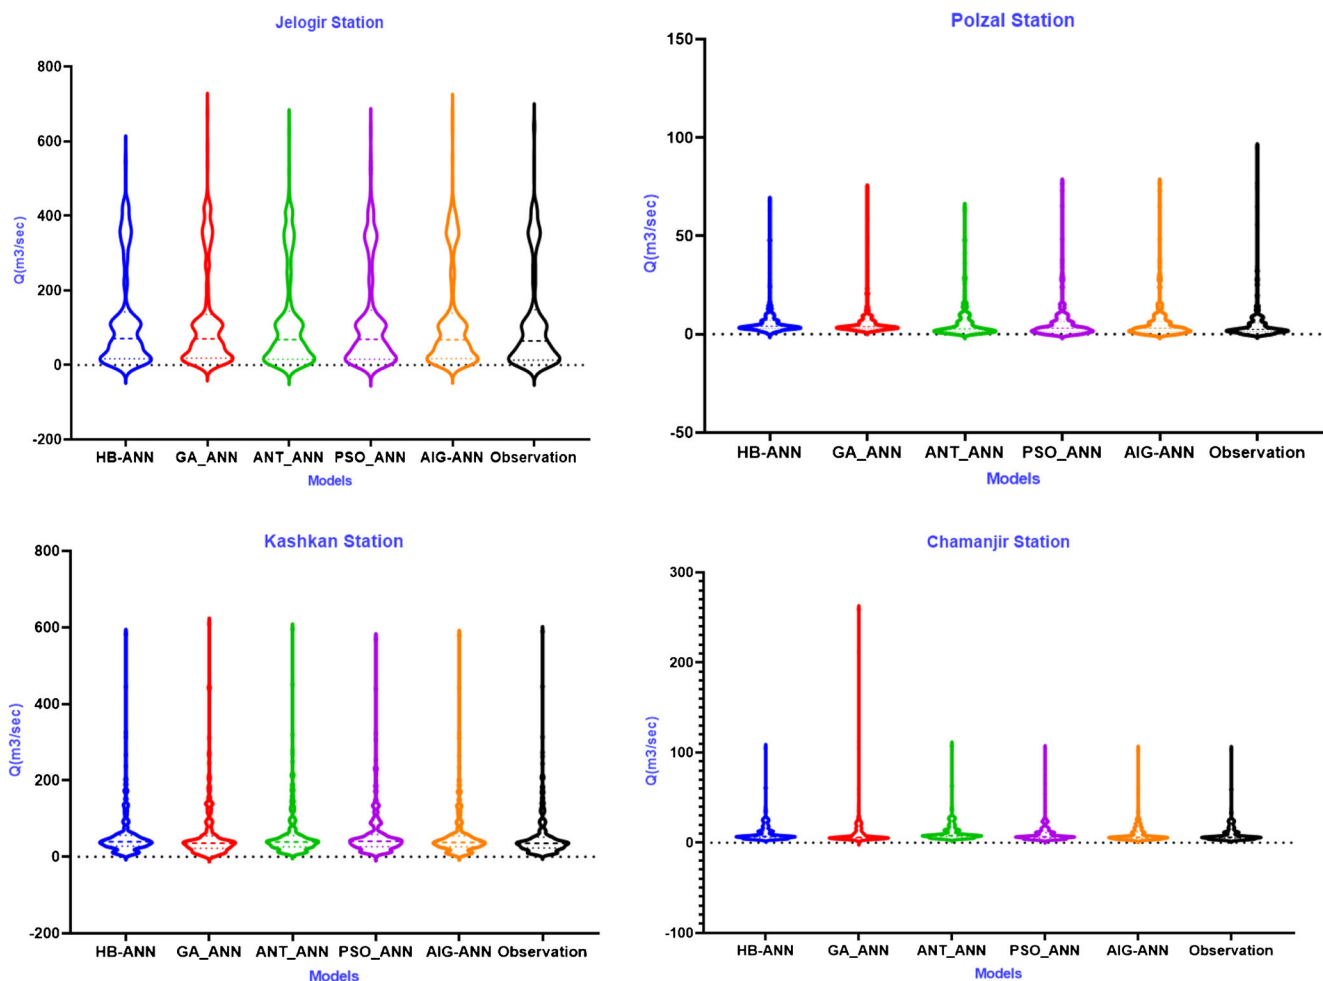 Jelogir Station
800
600
400
200
0
-200
Q(m3/sec)
HB-ANN GA_ANN ANT_ANN PSO_ANN AIG-ANN Observation
Models
Polzal Station
150
100
50
0
-50
Q(m3/sec)
HB-ANN GA_ANN ANT_ANN PSO_ANN AIG-ANN Observation
Models
Kashkan Station
800
600
400
200
0
-200
Q(m3/sec)
HB-ANN GA_ANN ANT_ANN PSO_ANN AIG-ANN Observation
Models
Chamanjir Station
300
200
100
0
-100
Q(m3/sec)
HB-ANN GA_ANN ANT_ANN PSO_ANN AIG-ANN Observation
Models